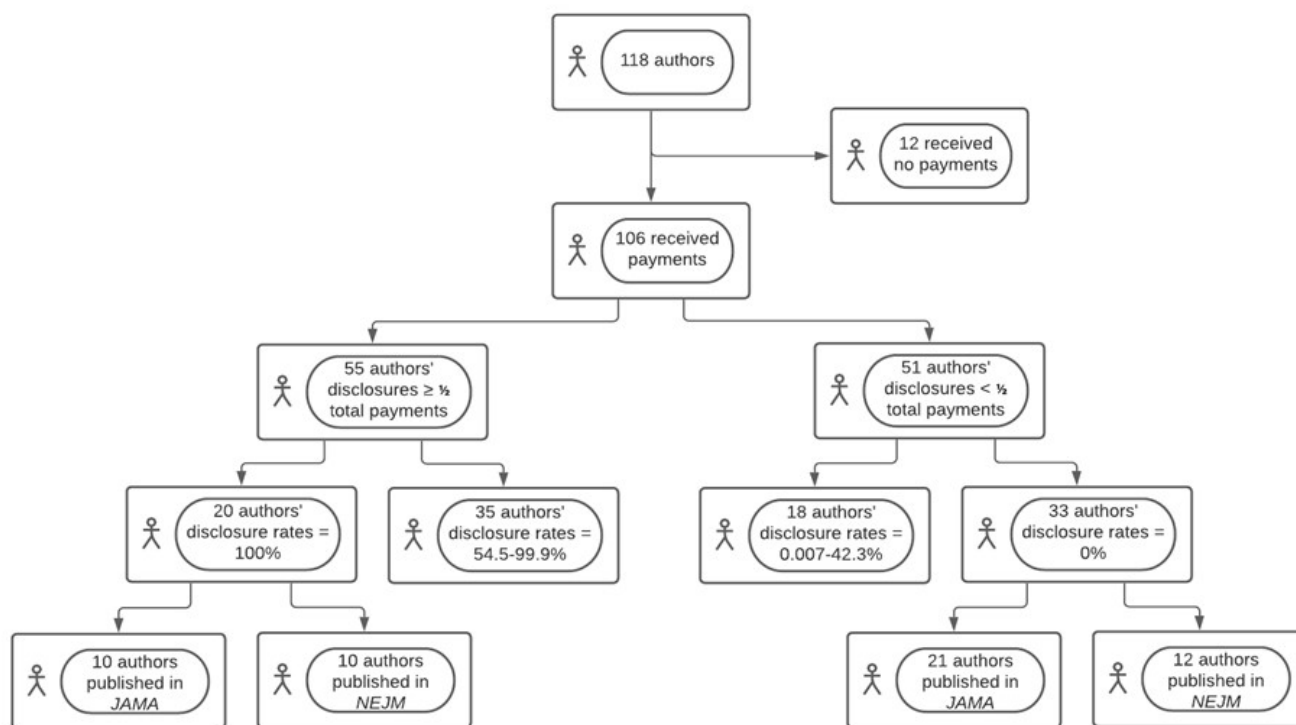 118 authors
12 received
no payments
106 received
payments
55 authors'
disclosures ≥ ½
total payments
51 authors'
disclosures < ½
total payments
20 authors'
disclosure rates =
100%
35 authors'
disclosure rates =
54.5-99.9%
18 authors'
disclosure rates =
0.007-42.3%
33 authors'
disclosure rates =
0%
10 authors
published in
JAMA
10 authors
published in
NEJM
21 authors
published in
JAMA
12 authors
published in
NEJM